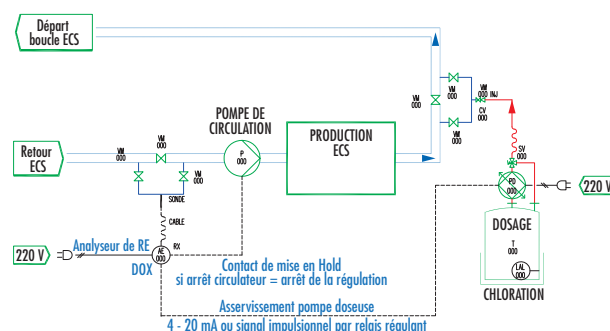 Départ
boucle ECS
VM
000
VM
000 INJ
VM
000
CV
000
VM
000
POMPE DE
CIRCULATION
PRODUCTION
ECS
VM
000
VM
000
P
000
SV
000
Retour
ECS
VM
000
SONDE
PD
000
220 V
CABLE
DOSAGE
T
000
220 V
Analyseur de RE
DOX
RX
AE
000
Contact de mise en Hold
si arrêt circulateur = arrêt de la régulation
LAL
000
CHLORATION
Asservissement pompe doseuse
4 - 20 mA ou signal impulsionnel par relais régulant